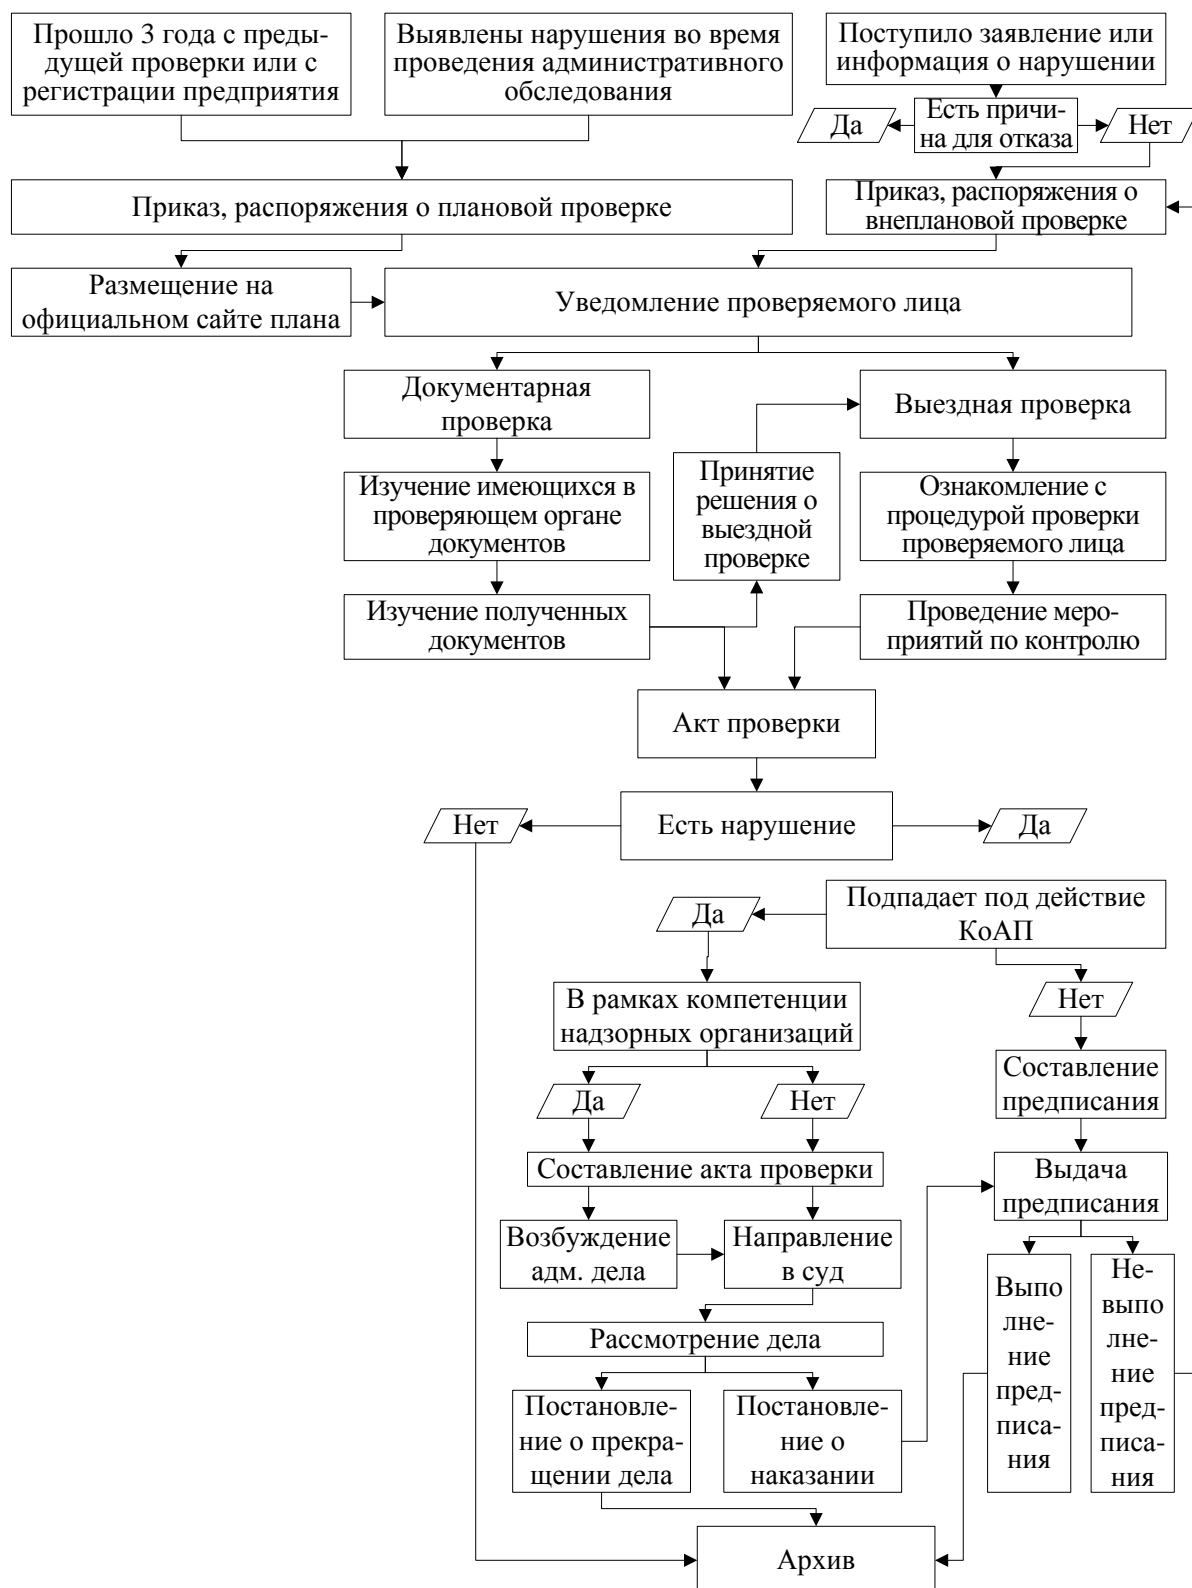 Прошло 3 года с преды-
дущей проверки или с
регистрации предприятия
Выявлены нарушения во время
проведения административного
обследования
Поступило заявление или
информация о нарушении
Да
Есть причи-
на для отказа
Нет
Приказ, распоряжения о плановой проверке
Приказ, распоряжения о
внеплановой проверке
Размещение на
официальном сайте плана
Уведомление проверяемого лица
Документарная
проверка
Выездная проверка
Изучение имеющихся в
проверяющем органе
документов
Принятие
решения о
выездной
проверке
Ознакомление с
процедурой проверки
проверяемого лица
Изучение полученных
документов
Проведение меро-
приятий по контролю
Акт проверки
Нет
Есть нарушение
Да
Да
Подпадает под действие
КоАП
В рамках компетенции
надзорных организаций
Нет
Да
Нет
Составление
предписания
Составление акта проверки
Выдача
предписания
Возбуждение
адм. дела
Направление
в суд
Рассмотрение дела
Выпо
лне-
ние
пред-
писа-
ния
Не-
выпо
лне-
ние
пред-
писа-
ния
Постановле-
ние о прекра-
щении дела
Постановле-
ние о
наказании
Архив